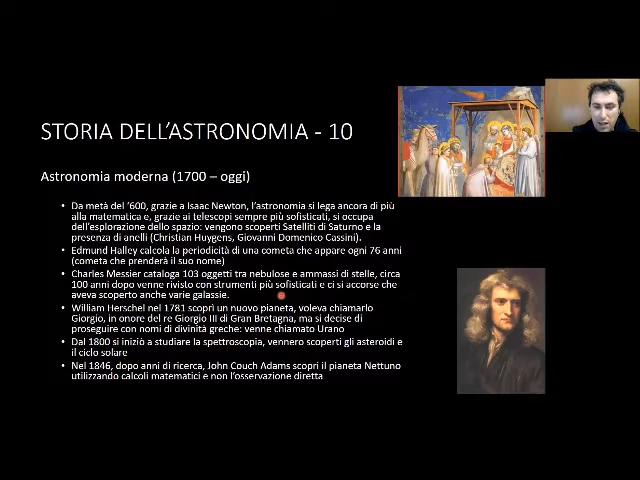 STORIA DELL'ASTRONOMIA - 10
Astronomia moderna (1700 – oggi)
• Da metà del '600, grazie a Isaac Newton, l'astronomia si lega ancora di più
alla matematica e, grazie ai telescopi sempre più sofisticati, si occupa
dell'esplorazione dello spazio: vengono scoperti Satelliti di Saturno e la
presenza di anelli (Christian Huygens, Giovanni Domenico Cassini).
• Edmund Halley calcola la periodicità di una cometa che appare ogni 76 anni
(cometa che prenderà il suo nome)
• Charles Messier cataloga 103 oggetti tra nebulose e ammassi di stelle, circa
100 anni dopo venne rivisto con strumenti più sofisticati e ci si accorse che
aveva scoperto anche varie galassie.
• William Herschel nel 1781 scoprì un nuovo pianeta, voleva chiamarlo
Giorgio, in onore del re Giorgio III di Gran Bretagna, ma si decise di
proseguire con nomi di divinità greche: venne chiamato Urano
• Dal 1800 si iniziò a studiare la spettroscopia, vennero scoperti gli asteroidi e
il ciclo solare
• Nel 1846, dopo anni di ricerca, John Couch Adams scoprì il pianeta Nettuno
utilizzando calcoli matematici e non l'osservazione diretta